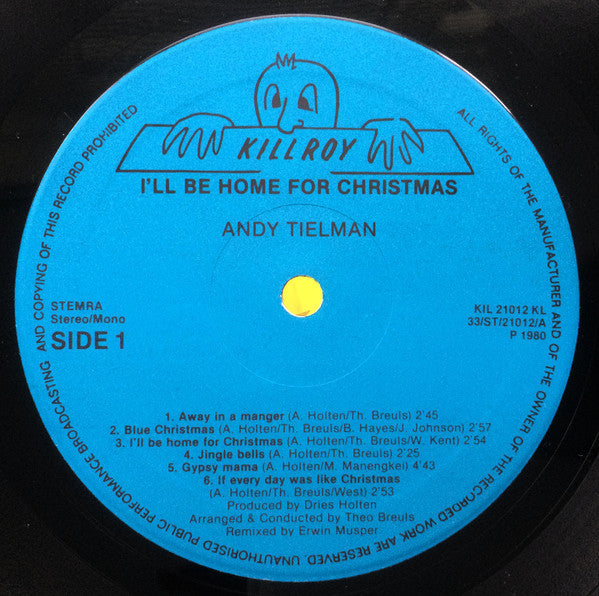 KILLROY
I'LL BE HOME FOR CHRISTMAS
ANDY TIELMAN
STEMRA
Stereo/Mono
SIDE 1
KIL 21012 KL
33/ST/21012/A
P 1980
1. Away in a manger (A. Holten/Th. Breuls) 2'45
2. Blue Christmas (A. Holten/Th. Breuls/B. Hayes/J. Johnson) 2'57
3. I'll be home for Christmas (A. Holten/Th. Breuls/W. Kent) 2'54
4. Jingle bells (A. Holten/Th. Breuls) 2'25
5. Gypsy mama (A. Holten/M. Manengkei) 4'43
6. If every day was like Christmas
(A. Holten/Th. Breuls/West) 2'53
Produced by Dries Holten
Arranged & Conducted by Theo Breuls
Remixed by Erwin Musper
ALL RIGHTS OF THE MANUFACTURER AND OF THE OWNER OF THE RECORDED WORK ARE RESERVED. UNAUTHORISED PUBLIC PERFORMANCE BROADCASTING AND COPYING OF THIS RECORD PROHIBITED